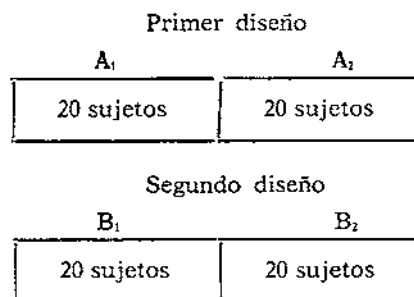 Primer diseño
A₁ A₂
20 sujetos 20 sujetos
Segundo diseño
B₁ B₂
20 sujetos 20 sujetos